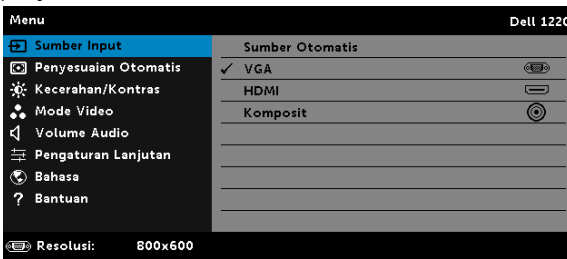 Menu
Dell 1220
Sumber Input
Penyesuaian Otomatis
Kecerahan/Kontras
Mode Video
Volume Audio
Pengaturan Lanjutan
Bahasa
? Bantuan
Sumber Otomatis
✓ VGA
HDMI
Komposit
Resolusi: 800x600